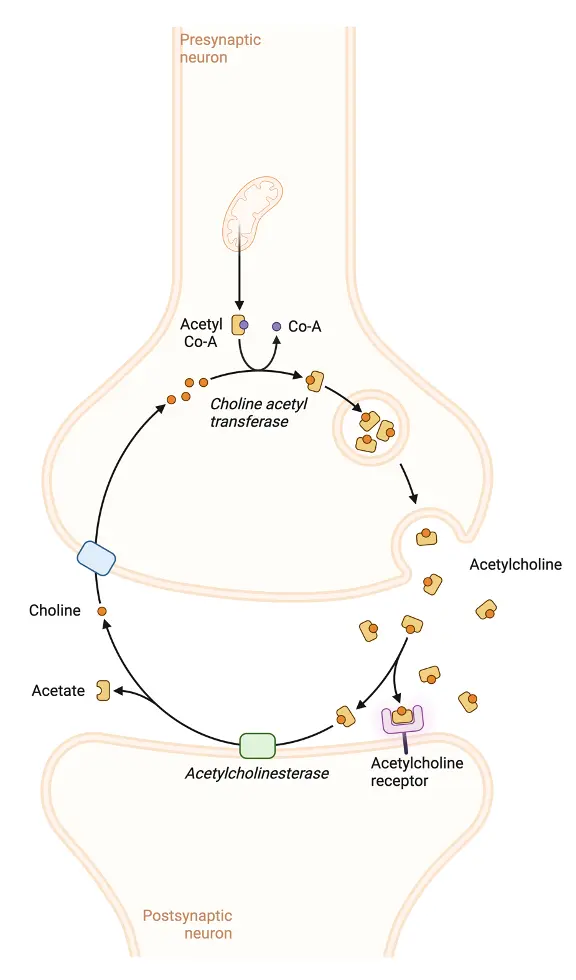 Presynaptic
neuron
Acetyl
Co-A
Co-A
Choline acetyl
transferase
Acetylcholine
Choline
Acetate
Acetylcholinesterase
Acetylcholine
receptor
Postsynaptic
neuron